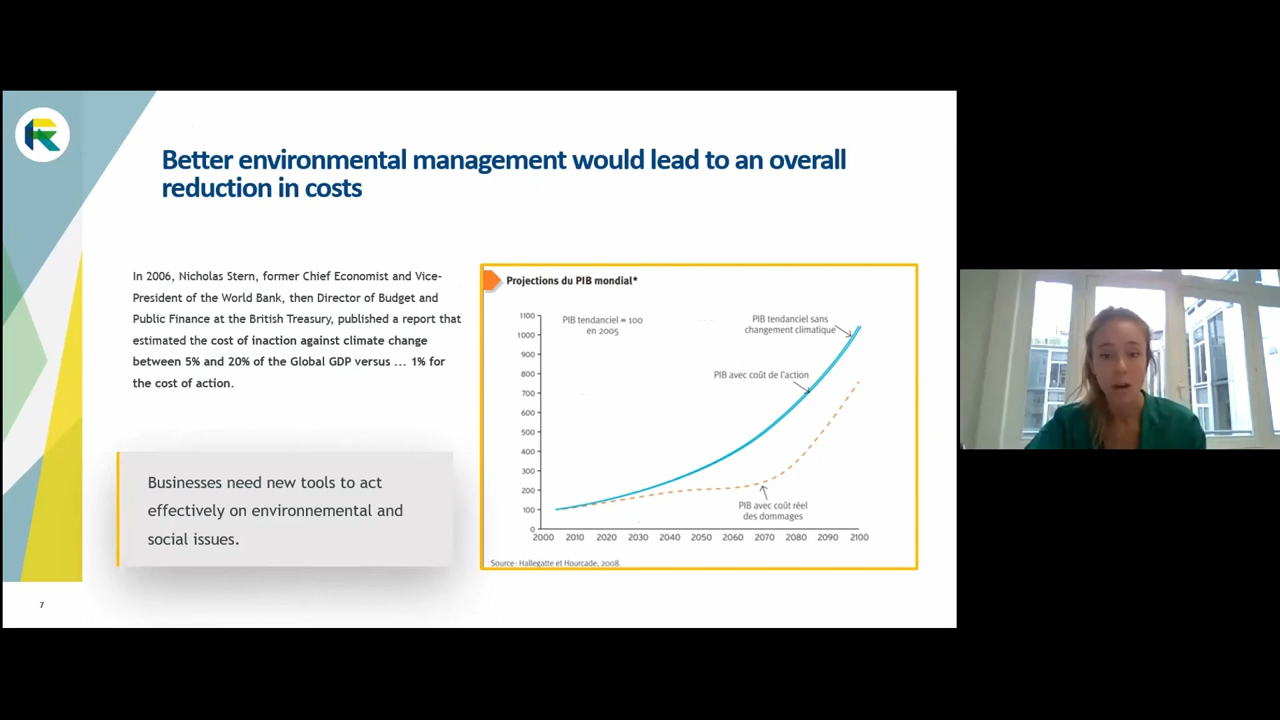 Better environmental management would lead to an overall
reduction in costs
In 2006, Nicholas Stern, former Chief Economist and Vice-
President of the World Bank, then Director of Budget and
Public Finance at the British Treasury, published a report that
estimated the cost of inaction against climate change
between 5% and 20% of the Global GDP versus ... 1% for
the cost of action.
Businesses need new tools to act
effectively on environnemental and
social issues.
7
Projections du PIB mondial*
PIB tendanciel = 100
en 2005
PIB tendanciel sans
changement climatique
PIB avec coût de l'action
PIB avec coût réel
des dommages
1100
1000
900
800
700
600
500
400
300
200
100
0
2000 2010 2020 2030 2040 2050 2060 2070 2080 2090 2100
Source: Hallegatte et Hourcade, 2008.